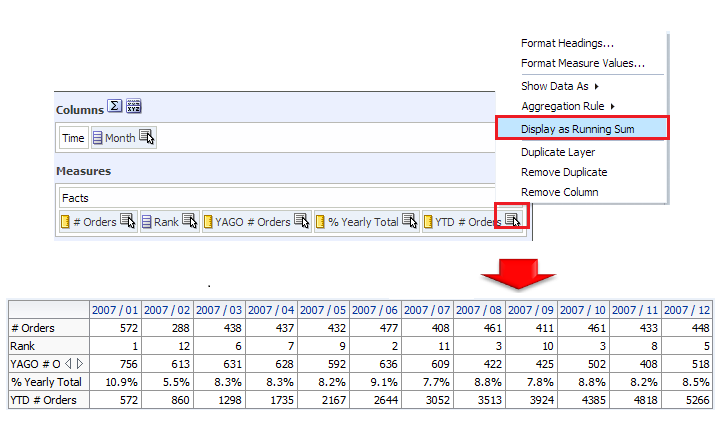 Format Headings...
Format Measure Values...
Show Data As
Aggregation Rule
Display as Running Sum
Duplicate Layer
Remove Duplicate
Remove Column
Columns
Time Month
Measures
Facts
# Orders Rank YAGO # Orders % Yearly Total YTD # Orders
2007 / 01 2007 / 02 2007 / 03 2007 / 04 2007 / 05 2007 / 06 2007 / 07 2007 / 08 2007 / 09 2007 / 10 2007 / 11 2007 / 12
# Orders 572 288 438 437 432 477 408 461 411 461 433 448
Rank 1 12 6 7 9 2 11 3 10 3 8 5
YAGO # O 756 613 631 628 592 636 609 422 425 502 408 518
% Yearly Total 10.9% 5.5% 8.3% 8.3% 8.2% 9.1% 7.7% 8.8% 7.8% 8.8% 8.2% 8.5%
YTD # Orders 572 860 1298 1735 2167 2644 3052 3513 3924 4385 4818 5266